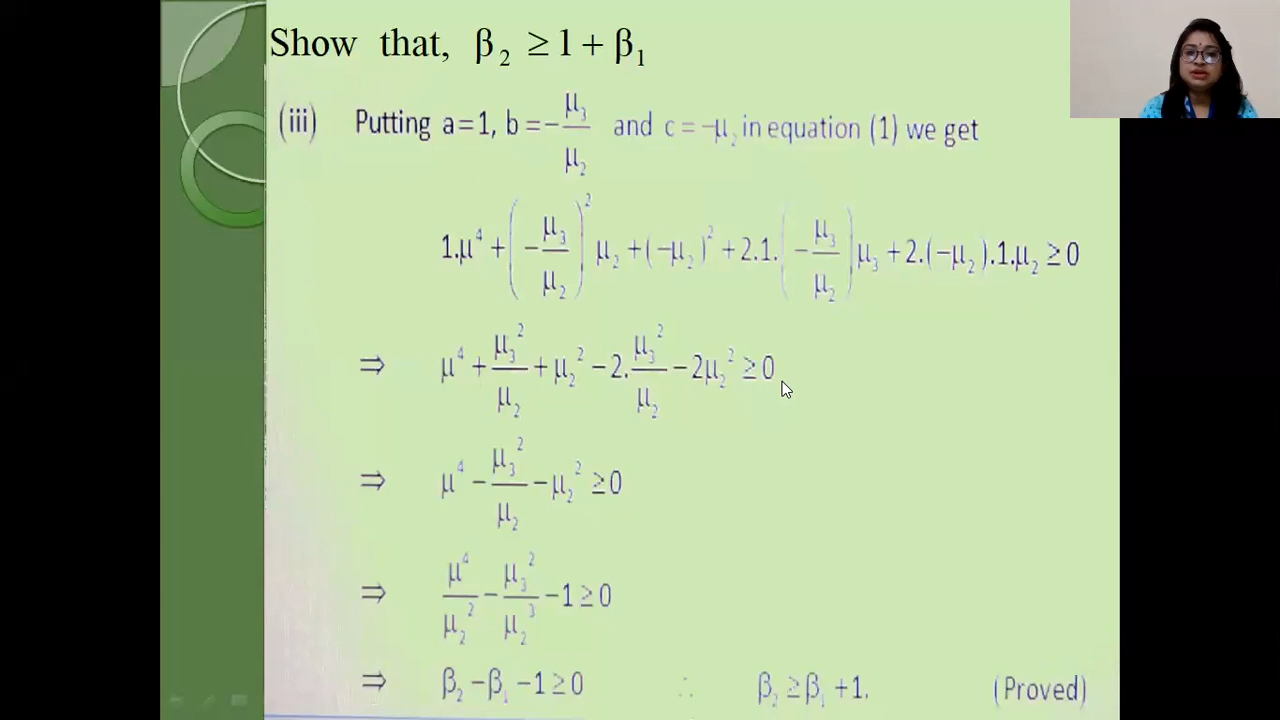 Show that, β₂ ≥ 1 + β₁
(iii) Putting a=1, b = −μ₃/μ₂ and c = −μ₂ in equation (1) we get
1.μ⁴ + (−μ₃/μ₂)² μ₂ + (−μ₂)² + 2.1.(−μ₃/μ₂)μ₃ + 2.(−μ₂).1.μ₂ ≥ 0
⇒ μ⁴ + μ₃²/μ₂ + μ₂² − 2.μ₃²/μ₂ − 2μ₂² ≥ 0
⇒ μ⁴ − μ₃²/μ₂ − μ₂² ≥ 0
⇒ μ⁴/μ₂² − μ₃²/μ₂³ − 1 ≥ 0
⇒ β₂ − β₁ − 1 ≥ 0 ∴ β₂ ≥ β₁ + 1. (Proved)